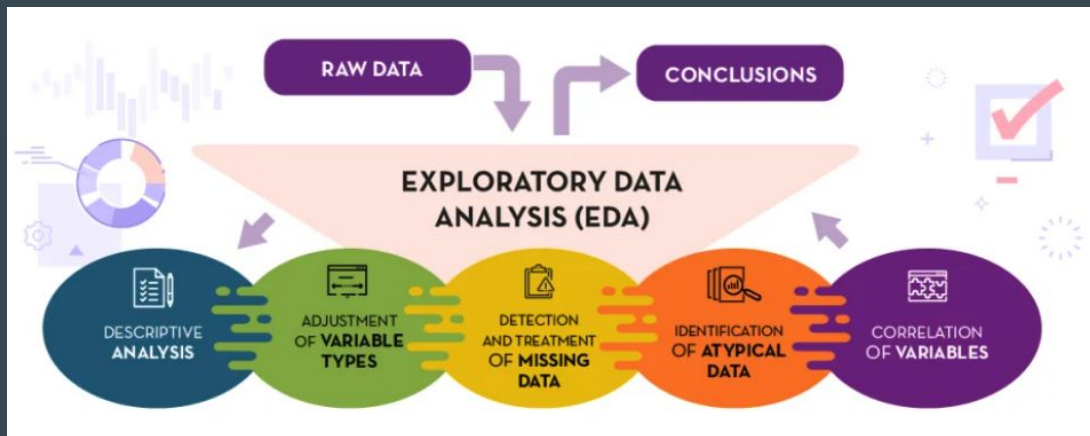 RAW DATA
CONCLUSIONS
EXPLORATORY DATA
ANALYSIS (EDA)
DESCRIPTIVE
ANALYSIS
ADJUSTMENT
OF VARIABLE
TYPES
DETECTION
AND TREATMENT
OF MISSING
DATA
IDENTIFICATION
OF ATYPICAL
DATA
CORRELATION
OF VARIABLES